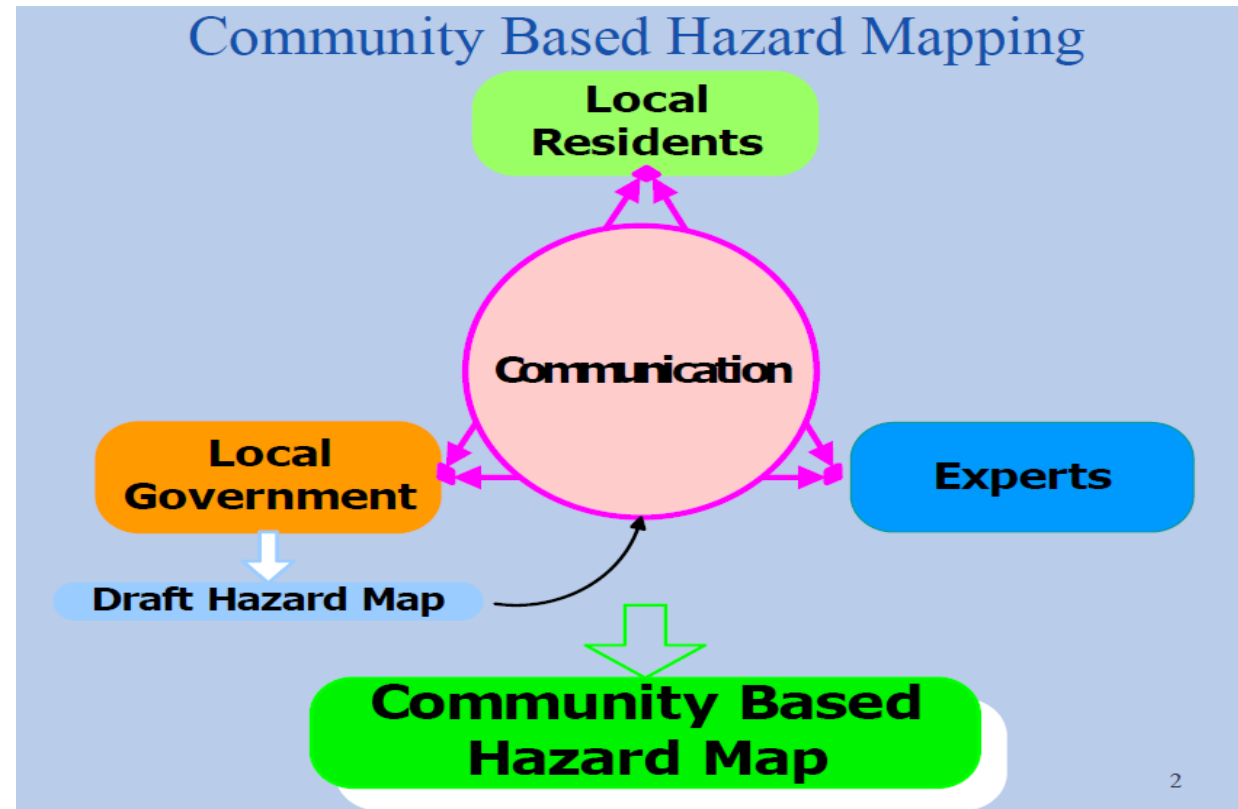 Community Based Hazard Mapping
Local
Residents
Communication
Local
Government
Experts
Draft Hazard Map
Community Based
Hazard Map
2